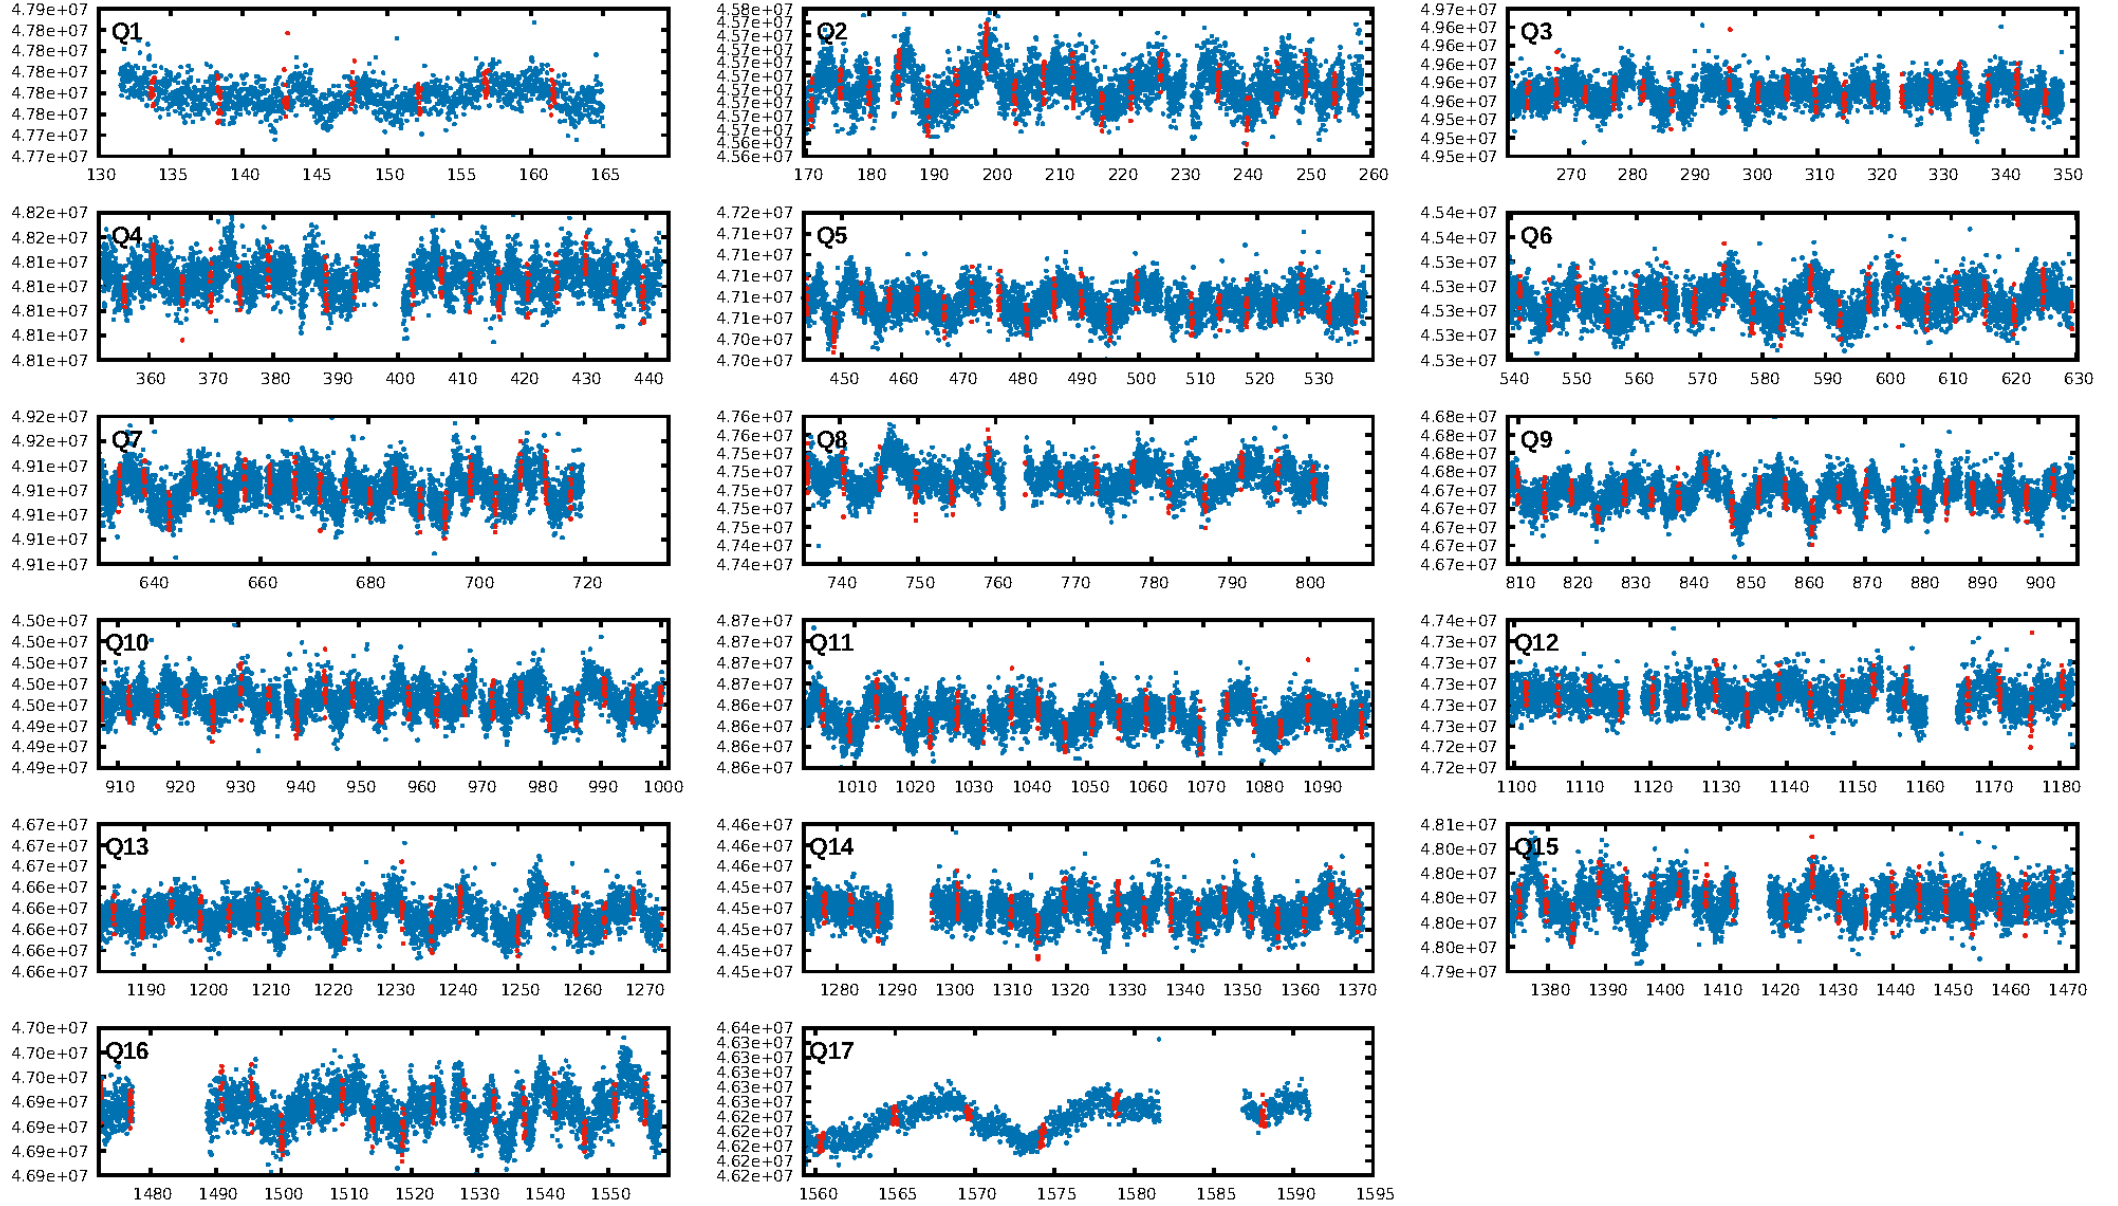 Q1
4.79e+07
4.78e+07
4.78e+07
4.78e+07
4.78e+07
4.78e+07
4.77e+07
4.77e+07
130 135 140 145 150 155 160 165
Q2
4.58e+07
4.57e+07
4.57e+07
4.57e+07
4.57e+07
4.57e+07
4.57e+07
4.57e+07
4.57e+07
4.57e+07
4.56e+07
4.56e+07
170 180 190 200 210 220 230 240 250 260
Q3
4.97e+07
4.96e+07
4.96e+07
4.96e+07
4.96e+07
4.96e+07
4.95e+07
4.95e+07
4.95e+07
270 280 290 300 310 320 330 340 350
Q4
4.82e+07
4.82e+07
4.81e+07
4.81e+07
4.81e+07
4.81e+07
4.81e+07
360 370 380 390 400 410 420 430 440
Q5
4.72e+07
4.71e+07
4.71e+07
4.71e+07
4.71e+07
4.71e+07
4.70e+07
4.70e+07
450 460 470 480 490 500 510 520 530
Q6
4.54e+07
4.54e+07
4.53e+07
4.53e+07
4.53e+07
4.53e+07
4.53e+07
540 550 560 570 580 590 600 610 620 630
Q7
4.92e+07
4.92e+07
4.91e+07
4.91e+07
4.91e+07
4.91e+07
4.91e+07
640 660 680 700 720
Q8
4.76e+07
4.76e+07
4.75e+07
4.75e+07
4.75e+07
4.75e+07
4.75e+07
4.74e+07
4.74e+07
740 750 760 770 780 790 800
Q9
4.68e+07
4.68e+07
4.68e+07
4.68e+07
4.67e+07
4.67e+07
4.67e+07
4.67e+07
4.67e+07
810 820 830 840 850 860 870 880 890 900
Q10
4.50e+07
4.50e+07
4.50e+07
4.50e+07
4.50e+07
4.49e+07
4.49e+07
4.49e+07
910 920 930 940 950 960 970 980 990 1000
Q11
4.87e+07
4.87e+07
4.87e+07
4.87e+07
4.86e+07
4.86e+07
4.86e+07
4.86e+07
1010 1020 1030 1040 1050 1060 1070 1080 1090
Q12
4.74e+07
4.73e+07
4.73e+07
4.73e+07
4.73e+07
4.73e+07
4.72e+07
4.72e+07
1100 1110 1120 1130 1140 1150 1160 1170 1180
Q13
4.67e+07
4.67e+07
4.67e+07
4.66e+07
4.66e+07
4.66e+07
4.66e+07
4.66e+07
1190 1200 1210 1220 1230 1240 1250 1260 1270
Q14
4.46e+07
4.46e+07
4.46e+07
4.45e+07
4.45e+07
4.45e+07
4.45e+07
4.45e+07
1280 1290 1300 1310 1320 1330 1340 1350 1360 1370
Q15
4.81e+07
4.80e+07
4.80e+07
4.80e+07
4.80e+07
4.80e+07
4.79e+07
1380 1390 1400 1410 1420 1430 1440 1450 1460 1470
Q16
4.70e+07
4.70e+07
4.70e+07
4.69e+07
4.69e+07
4.69e+07
4.69e+07
1480 1490 1500 1510 1520 1530 1540 1550
Q17
4.64e+07
4.63e+07
4.63e+07
4.63e+07
4.63e+07
4.62e+07
4.62e+07
4.62e+07
4.62e+07
4.62e+07
4.62e+07
1560 1565 1570 1575 1580 1585 1590 1595